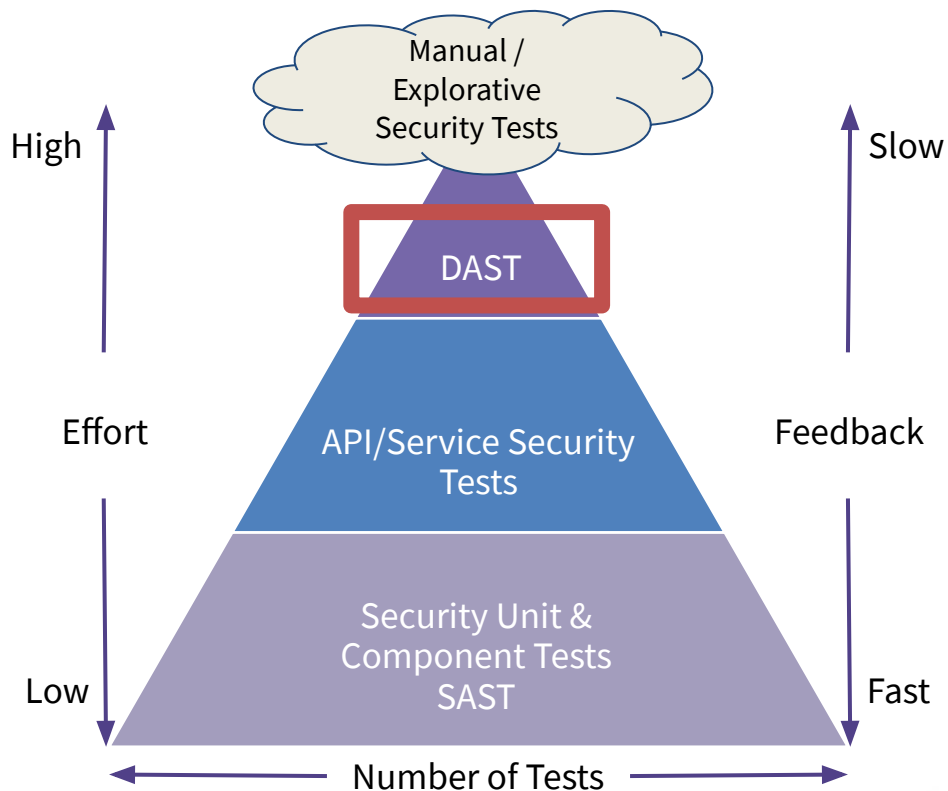 Manual /
Explorative
Security Tests
High
Slow
DAST
Effort
Feedback
API/Service Security
Tests
Security Unit &
Component Tests
SAST
Low
Fast
Number of Tests